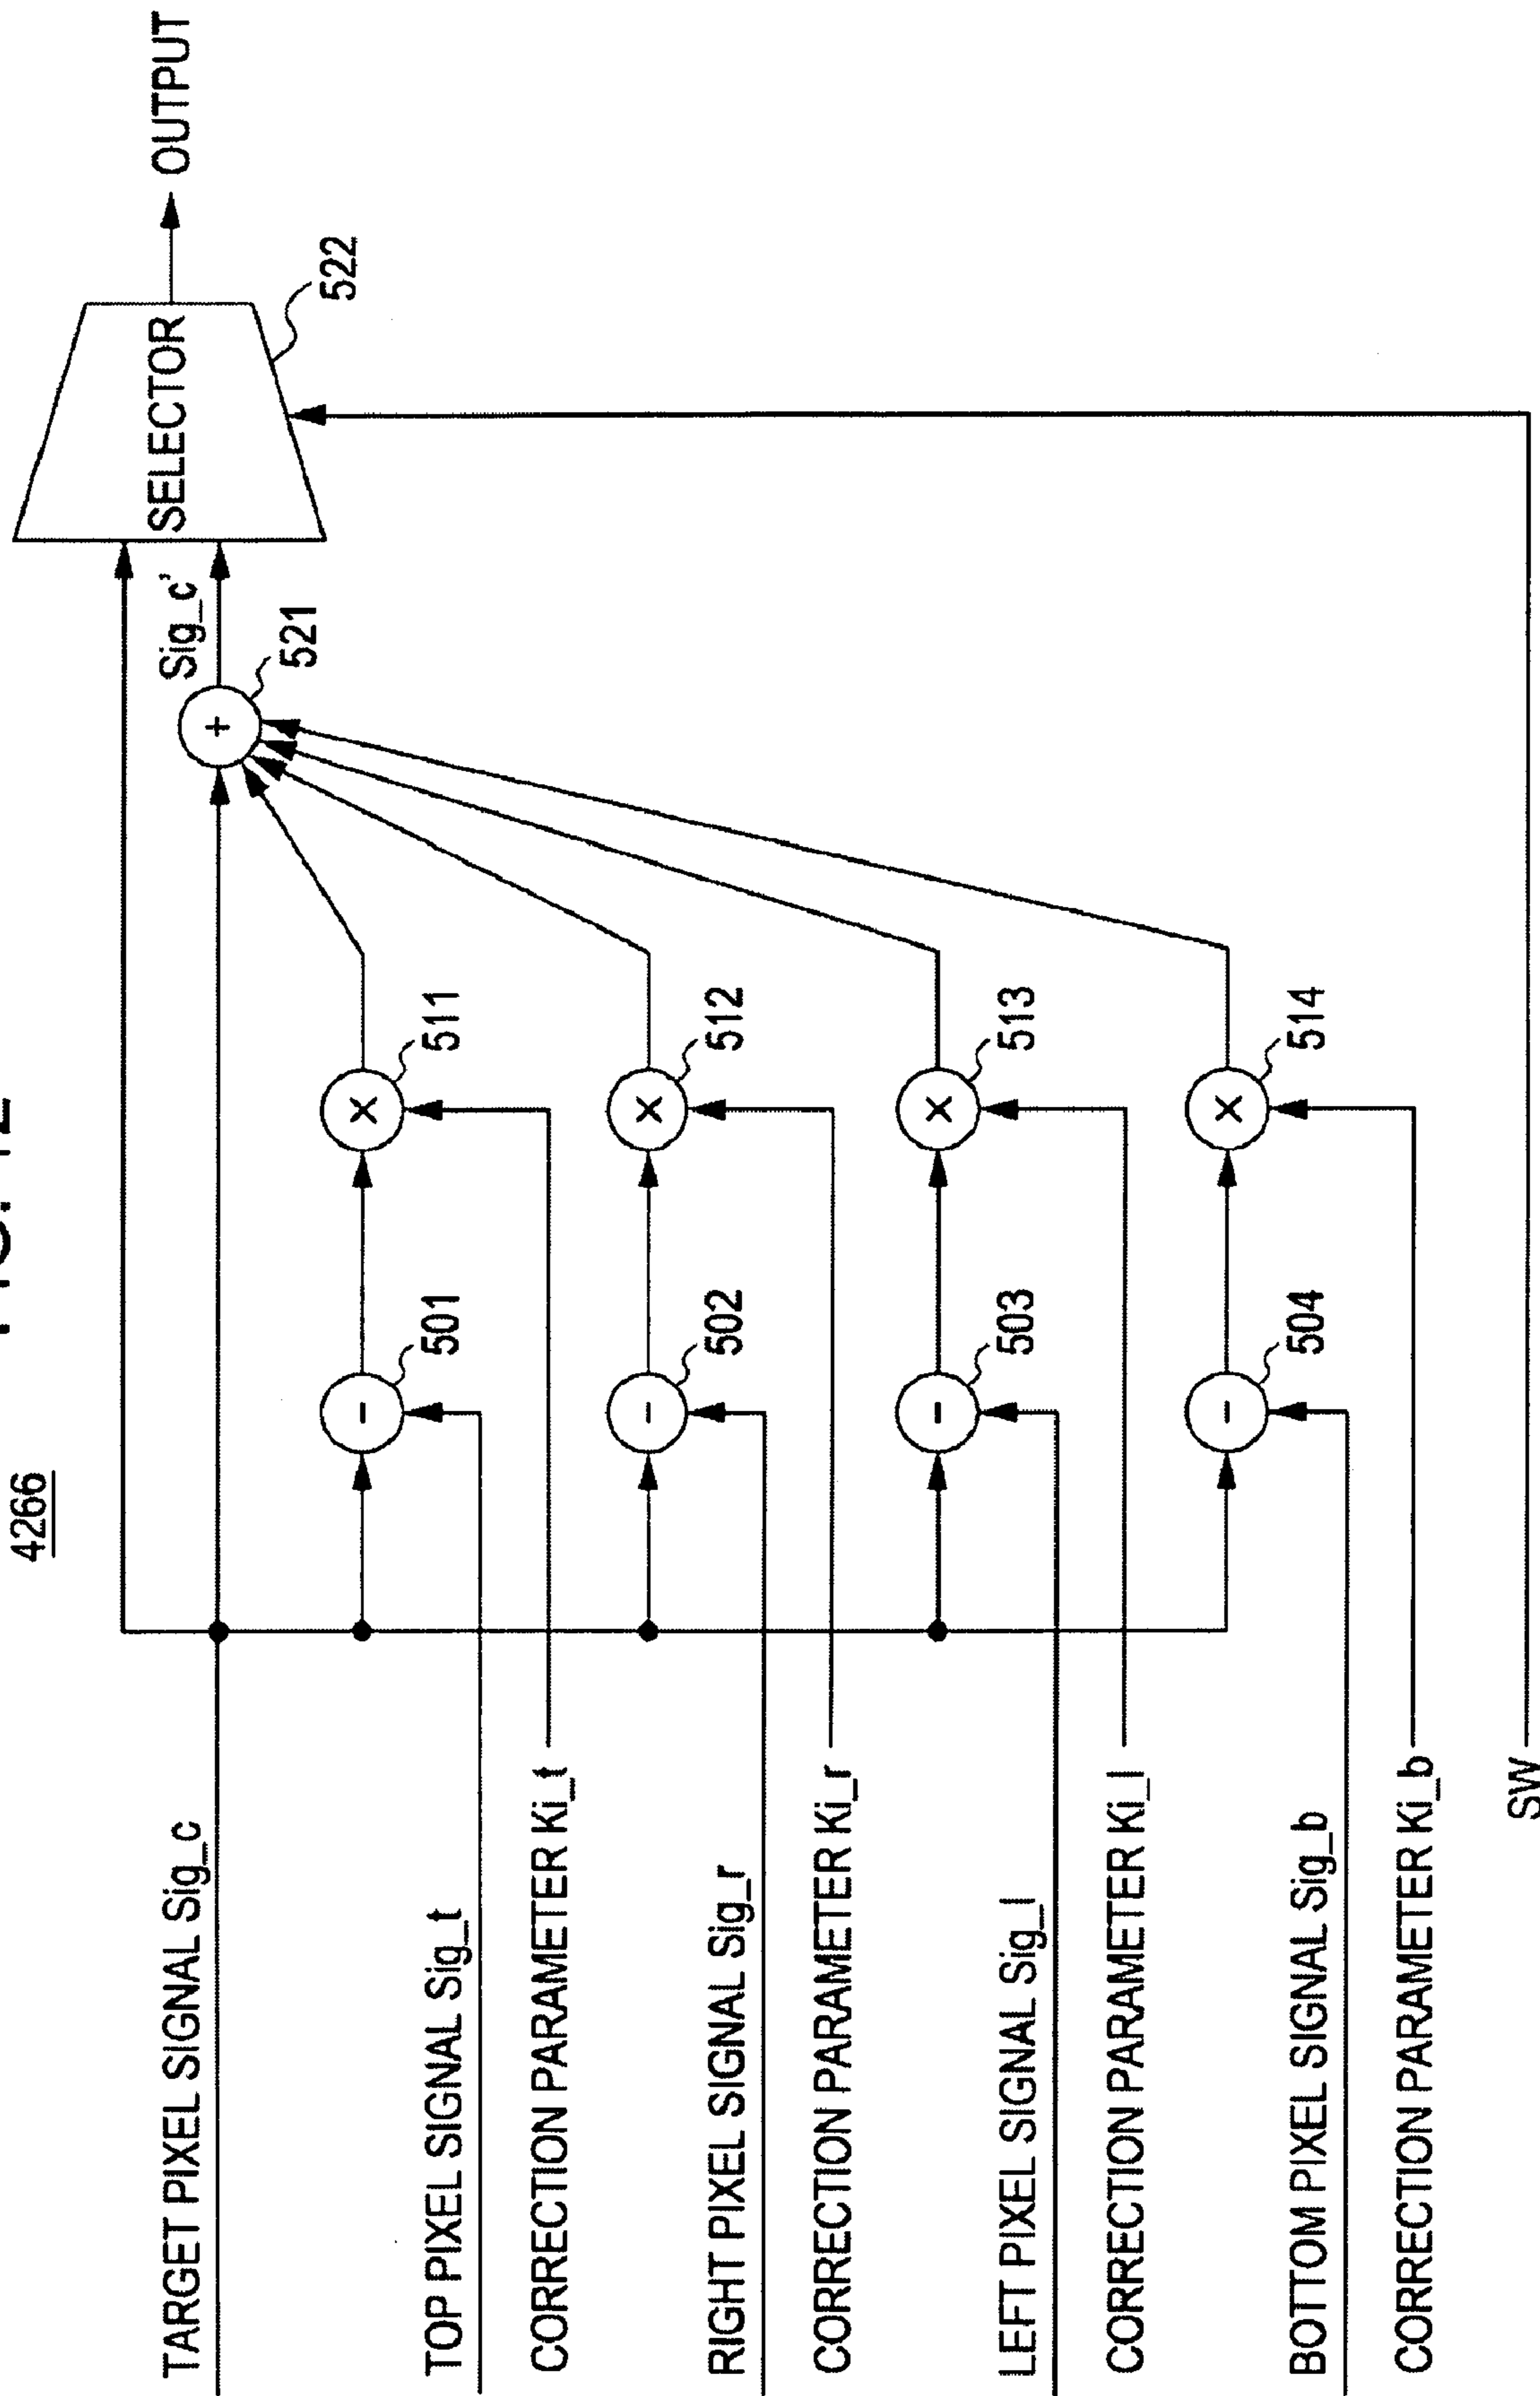 4266
TARGET PIXEL SIGNAL Sig_c
TOP PIXEL SIGNAL Sig_t
CORRECTION PARAMETER Ki_t
RIGHT PIXEL SIGNAL Sig_r
CORRECTION PARAMETER Ki_r
LEFT PIXEL SIGNAL Sig_l
CORRECTION PARAMETER Ki_l
BOTTOM PIXEL SIGNAL Sig_b
CORRECTION PARAMETER Ki_b
SW
-
501
-
502
-
503
-
504
×
511
×
512
×
513
×
514
+
521
Sig_c'
SELECTOR
522
OUTPUT